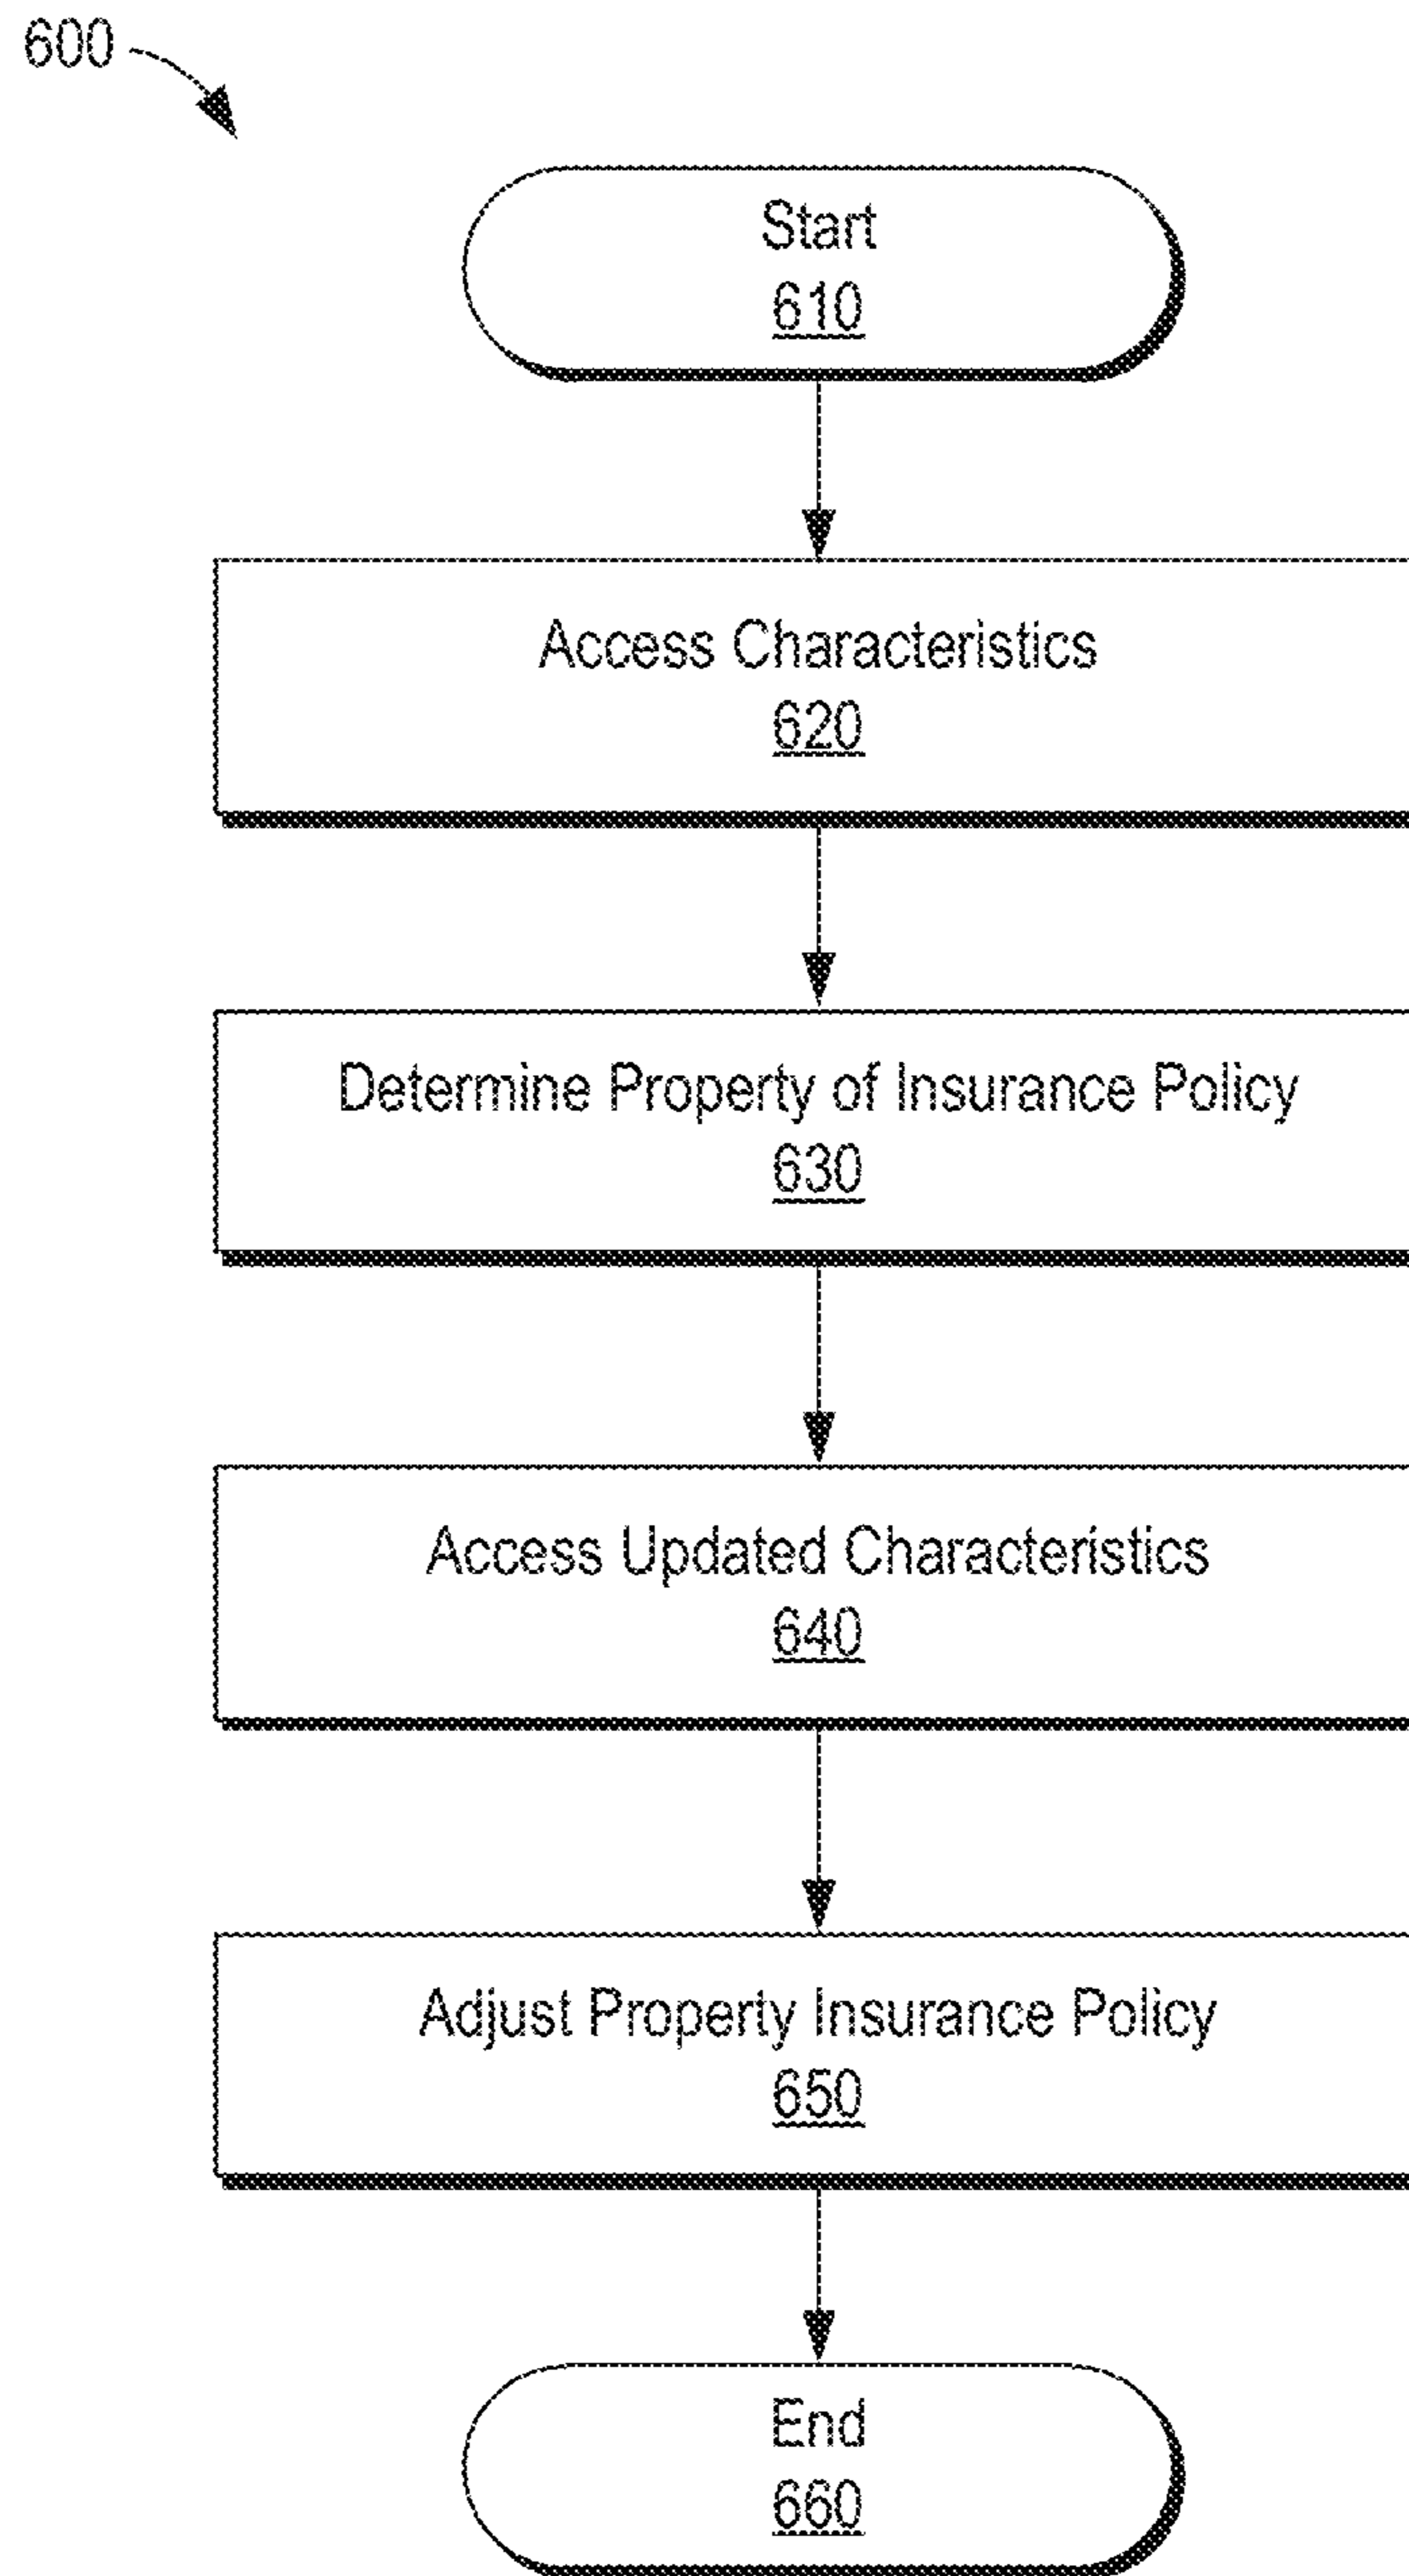 600
Start
610
Access Characteristics
620
Determine Property of Insurance Policy
630
Access Updated Characteristics
640
Adjust Property Insurance Policy
650
End
660